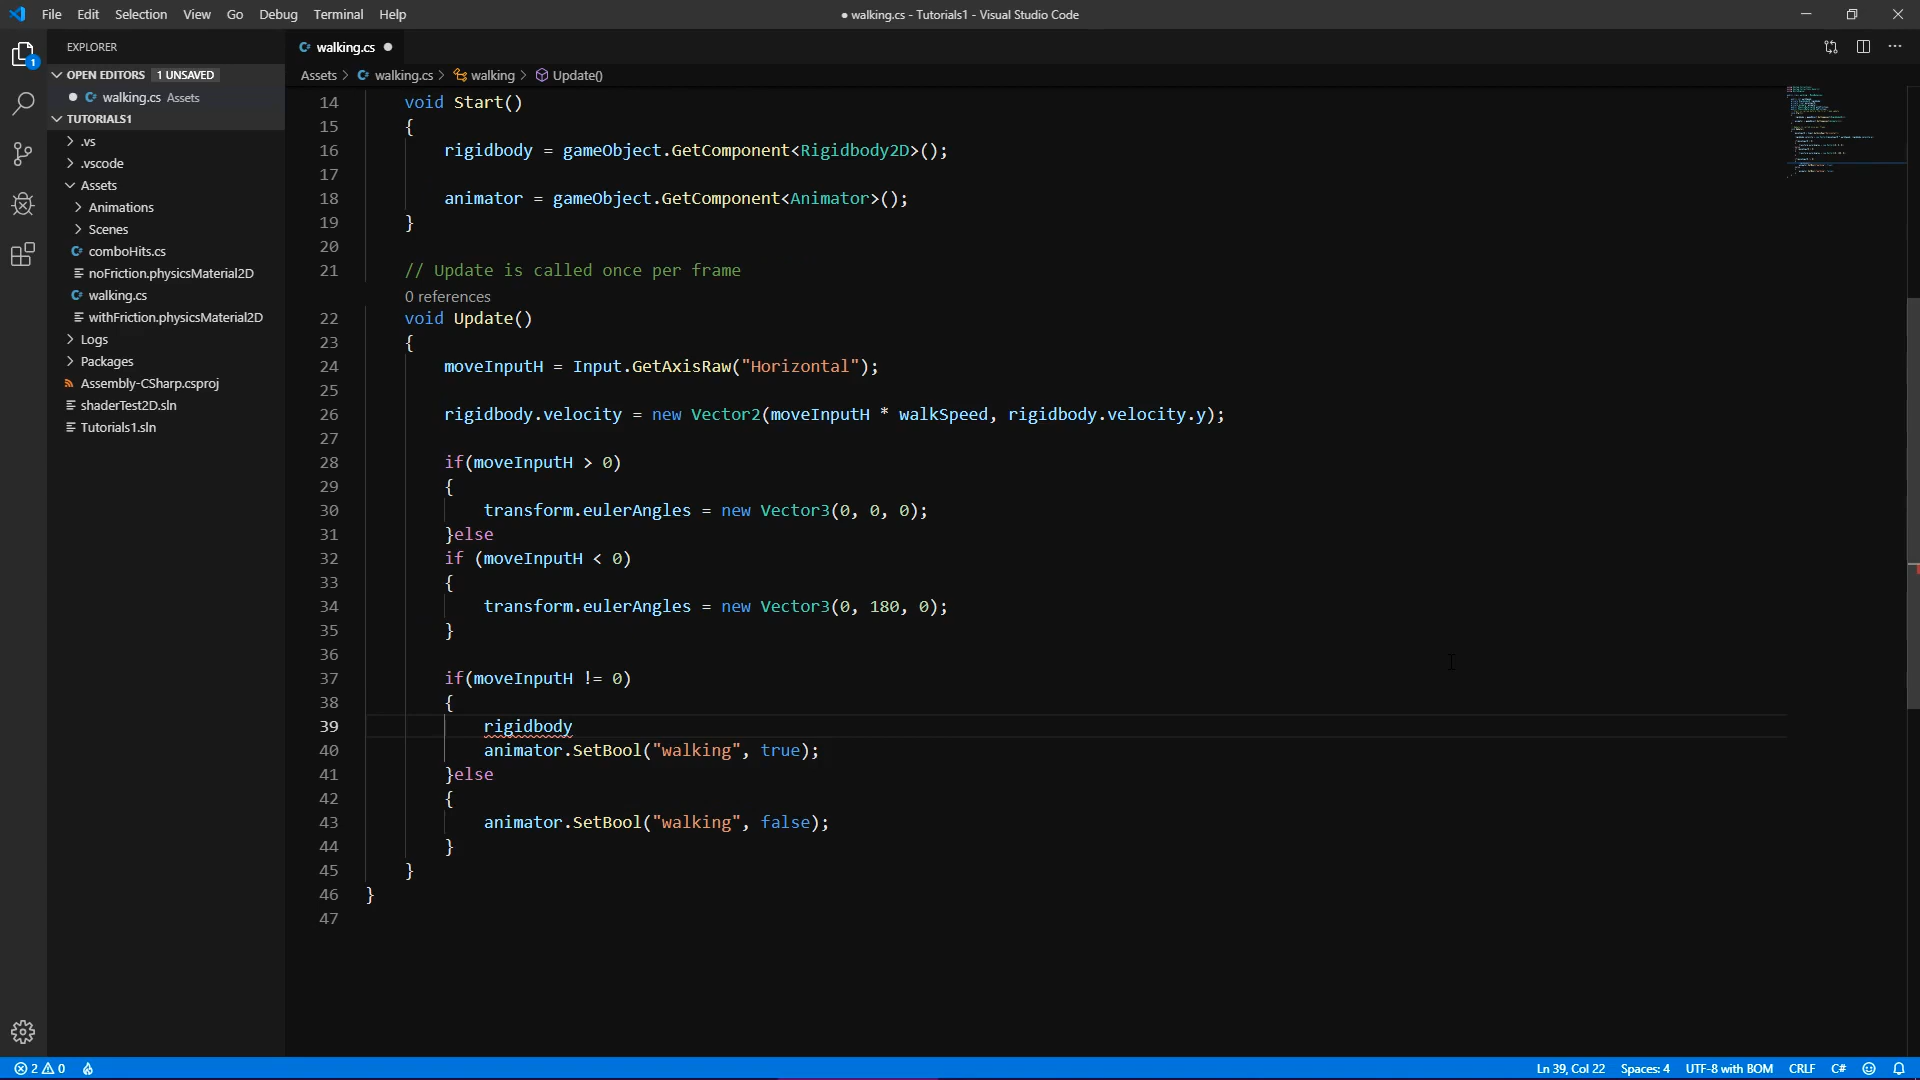 File Edit Selection View Go Debug Terminal Help
● walking.cs - Tutorials1 - Visual Studio Code
EXPLORER
OPEN EDITORS 1 UNSAVED
walking.cs Assets
TUTORIALS1
.vs
.vscode
Assets
Animations
Scenes
comboHits.cs
noFriction.physicsMaterial2D
walking.cs
withFriction.physicsMaterial2D
Logs
Packages
Assembly-CSharp.csproj
shaderTest2D.sln
Tutorials1.sln
1
walking.cs
Assets > walking.cs > walking > Update()
14 void Start()
15 {
16 rigidbody = gameObject.GetComponent<Rigidbody2D>();
17
18 animator = gameObject.GetComponent<Animator>();
19 }
20
21 // Update is called once per frame
0 references
22 void Update()
23 {
24 moveInputH = Input.GetAxisRaw("Horizontal");
25
26 rigidbody.velocity = new Vector2(moveInputH * walkSpeed, rigidbody.velocity.y);
27
28 if(moveInputH > 0)
29 {
30 transform.eulerAngles = new Vector3(0, 0, 0);
31 }else
32 if (moveInputH < 0)
33 {
34 transform.eulerAngles = new Vector3(0, 180, 0);
35 }
36
37 if(moveInputH != 0)
38 {
39 rigidbody
40 animator.SetBool("walking", true);
41 }else
42 {
43 animator.SetBool("walking", false);
44 }
45 }
46 }
47
2 0
Ln 39, Col 22 Spaces: 4 UTF-8 with BOM CRLF C#